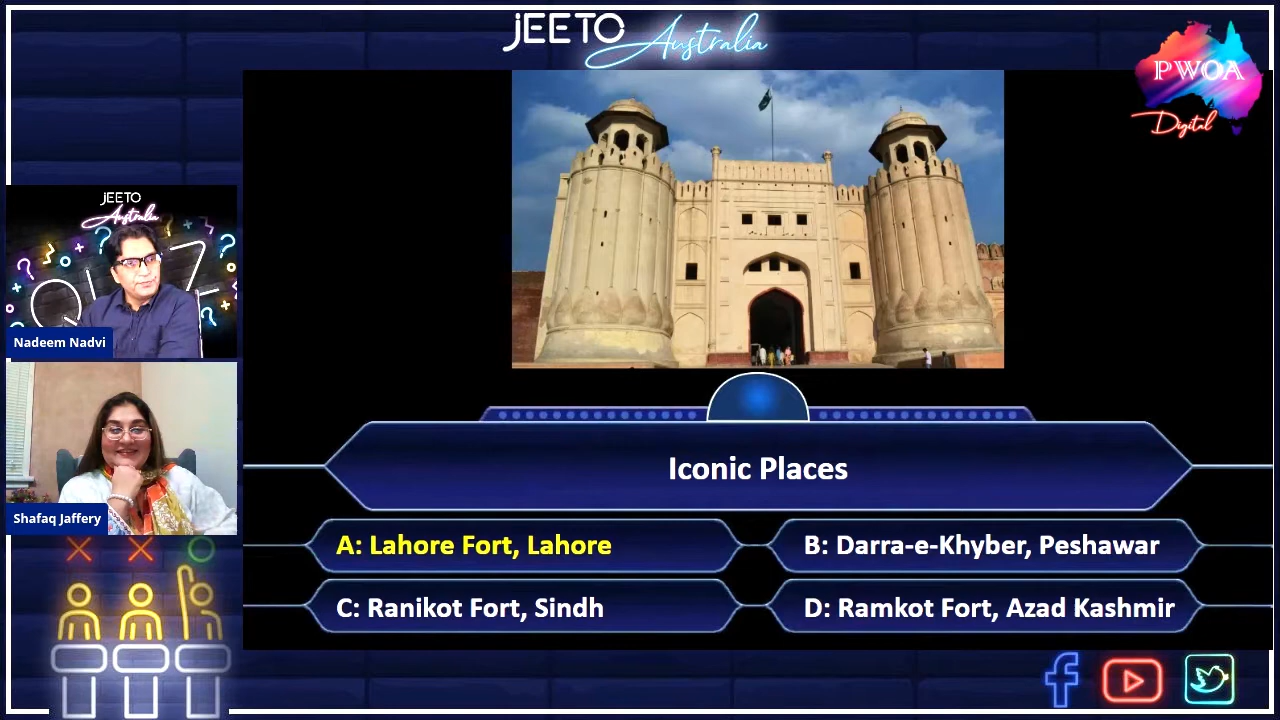 JEETO
Australia
PWOA
Digital
JEETO
Australia
QUIZ
Nadeem Nadvi
Shafaq Jaffery
Iconic Places
A: Lahore Fort, Lahore
B: Darra-e-Khyber, Peshawar
C: Ranikot Fort, Sindh
D: Ramkot Fort, Azad Kashmir